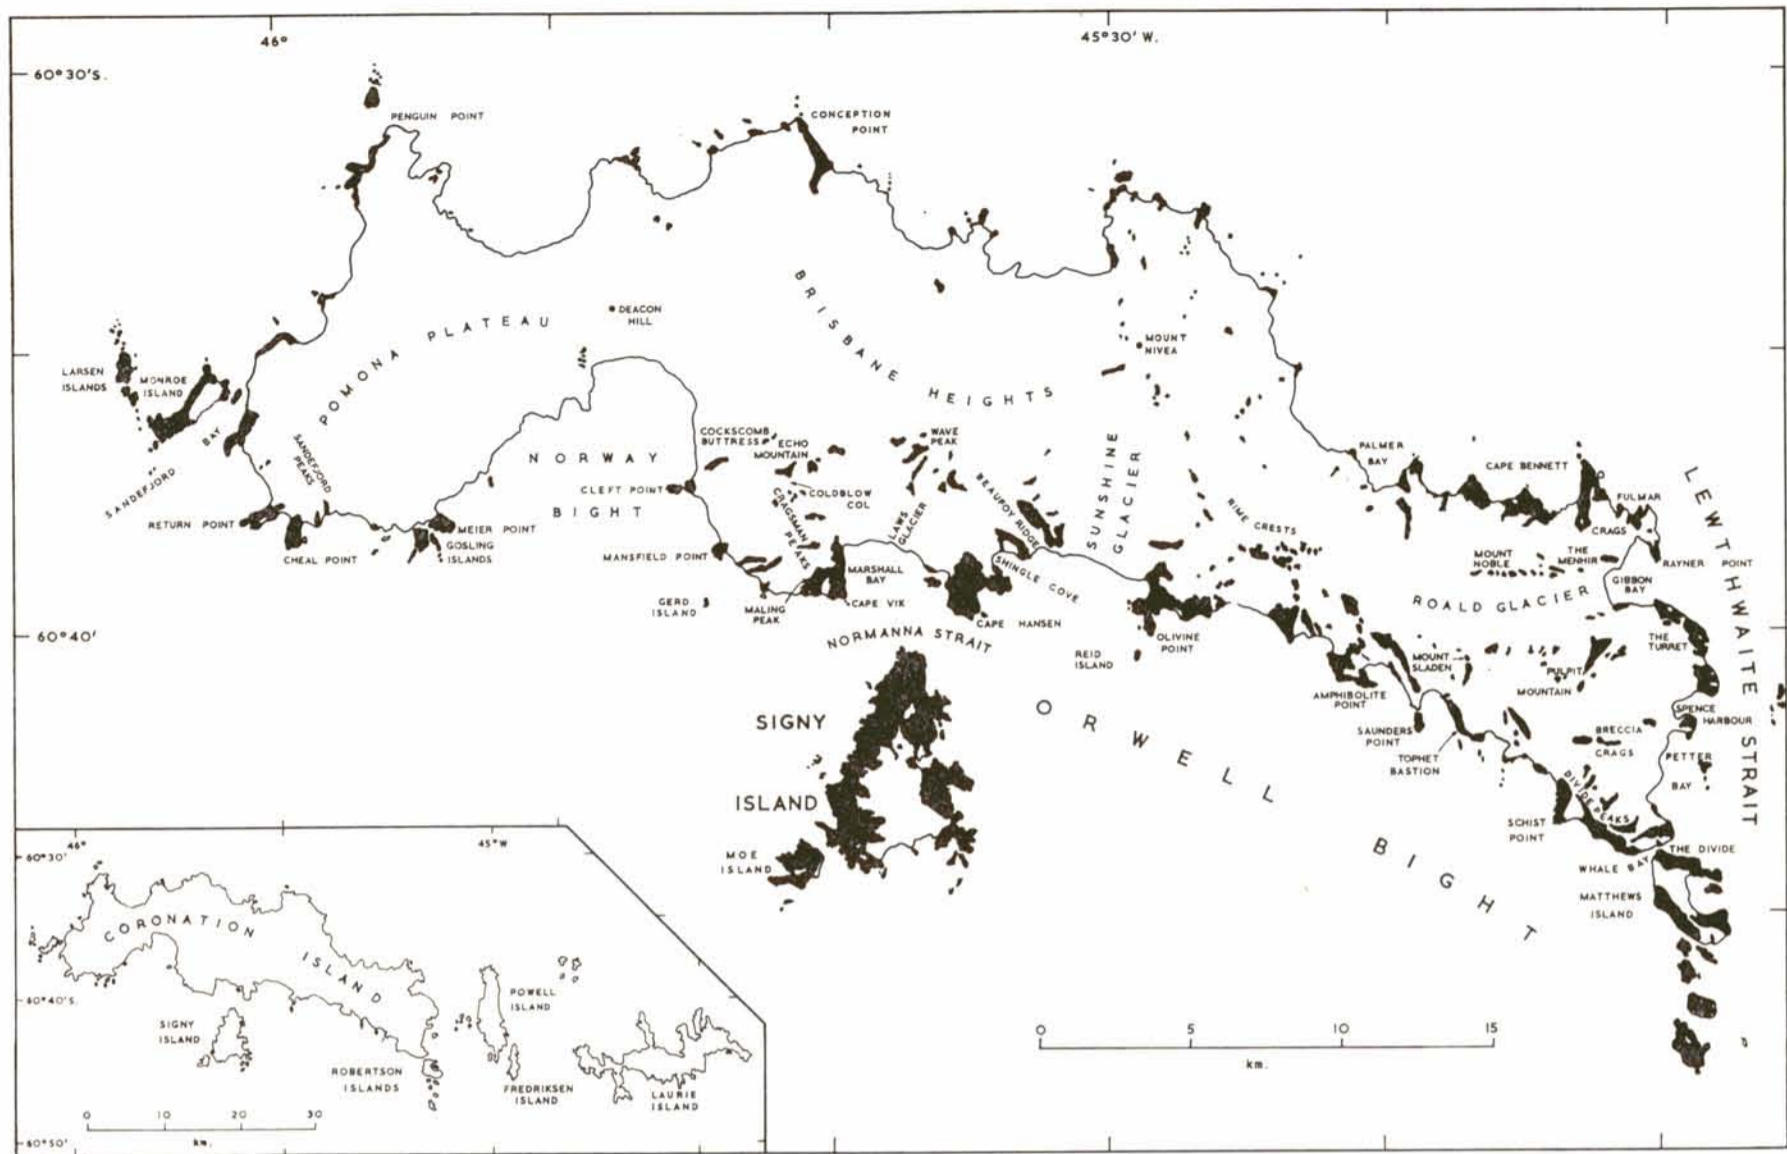 46°
45°30'W.
60°30'S.
PENGUIN POINT
CONCEPTION
POINT
DEACON
HILL
POMONA PLATEAU
BRISBANE HEIGHTS
MOUNT
NIVEA
LARSEN
ISLANDS
MONROE
ISLAND
SANDEFJORD BAY
SANDEFJORD
PEAKS
NORWAY
BIGHT
COCKSCOMB
BUTTRESS
ECHO
MOUNTAIN
WAVE
PEAK
SUNSHINE
GLACIER
PALMER
BAY
CAPE BENNETT
LEWTHWAITE STRAIT
RETURN POINT
CHEAL POINT
MEIER POINT
GOSLING
ISLANDS
CLEFT POINT
COLDBLOW
COL
CRAGSMAN
PEAKS
LAWS
GLACIER
BEAUFOY RIDGE
RIME CRESTS
FULMAR
CRAGS
MANSFIELD POINT
MARSHALL
BAY
SHINGLE COVE
MOUNT
NOBLE
THE
MENHIR
RAYNER POINT
GIBBON
BAY
GERD
ISLAND
MALING
PEAK
CAPE VIK
CAPE HANSEN
ROALD GLACIER
60°40'
NORMANNA STRAIT
REID
ISLAND
OLIVINE
POINT
THE
TURRET
MOUNT
SLADEN
PULPIT
MOUNTAIN
AMPHIBOLITE
POINT
SIGNY
ISLAND
ORWELL BIGHT
SAUNDERS
POINT
TOPHET
BASTION
SPENCE
HARBOUR
BRECCIA
CRAGS
PETTER
BAY
DIVIDE PEAKS
SCHIST
POINT
MOE
ISLAND
THE DIVIDE
WHALE BAY
MATTHEWS
ISLAND
0 5 10 15
km.
46°
45°W
60°30'
CORONATION
ISLAND
60°40'S.
SIGNY
ISLAND
POWELL
ISLAND
ROBERTSON
ISLANDS
FREDRIKSEN
ISLAND
LAURIE
ISLAND
0 10 20 30
km.
60°50'